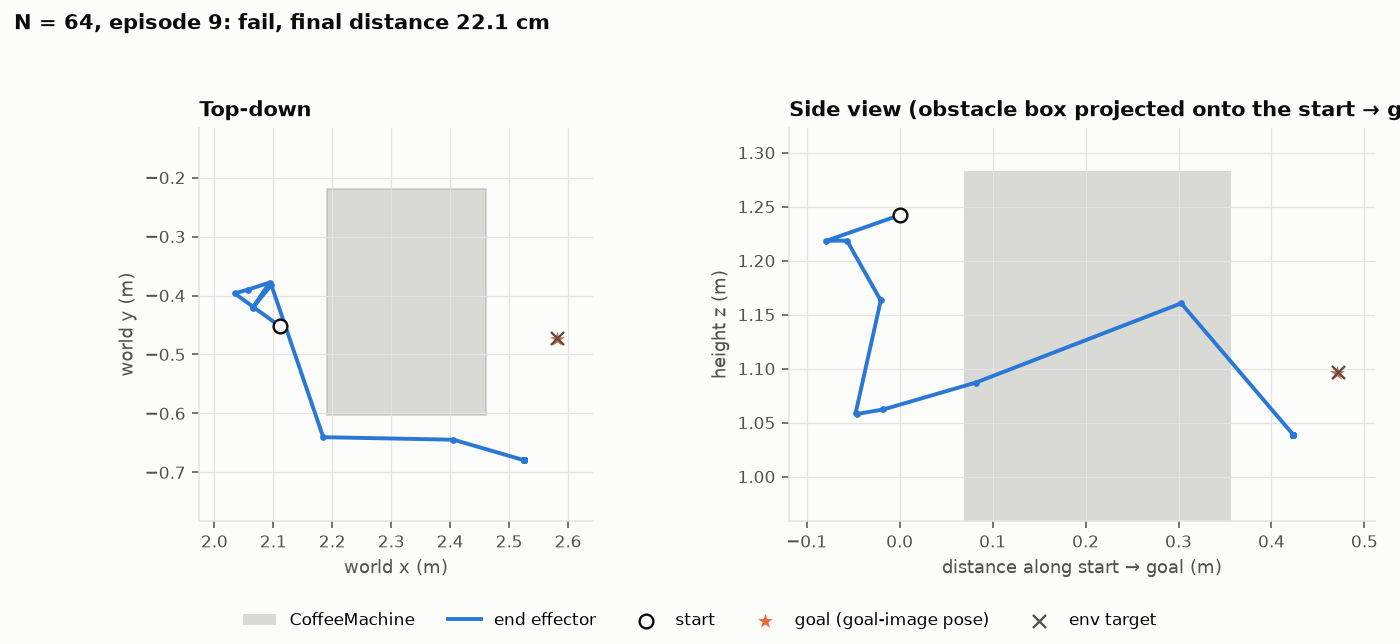 N = 64, episode 9: fail, final distance 22.1 cm
Top-down
−0.2
−0.3
−0.4
−0.5
−0.6
−0.7
world y (m)
2.0 2.1 2.2 2.3 2.4 2.5 2.6
world x (m)
Side view (obstacle box projected onto the start → g
1.30
1.25
1.20
1.15
1.10
1.05
1.00
height z (m)
−0.1 0.0 0.1 0.2 0.3 0.4 0.5
distance along start → goal (m)
CoffeeMachine end effector start goal (goal-image pose) env target